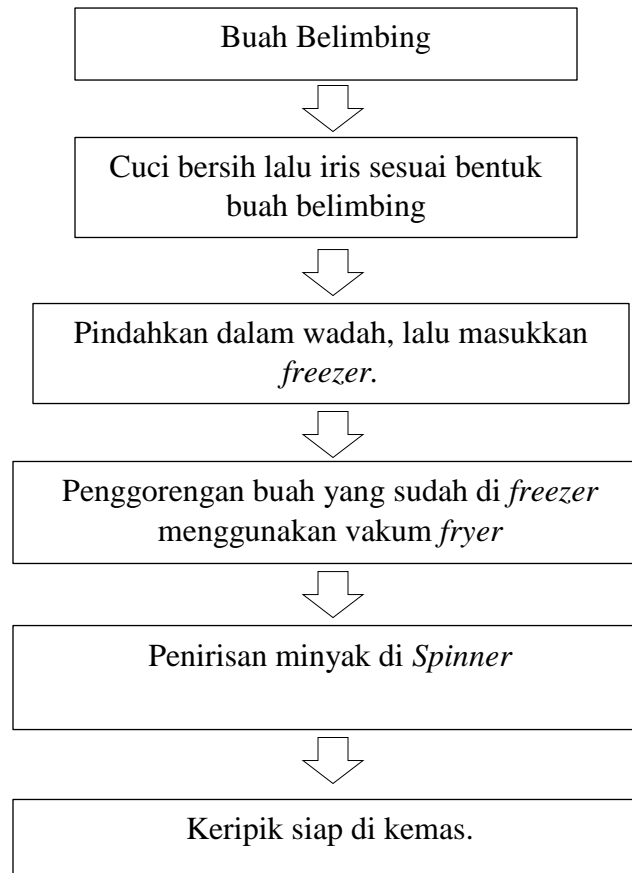 Buah Belimbing
Cuci bersih lalu iris sesuai bentuk
buah belimbing
Pindahkan dalam wadah, lalu masukkan
freezer.
Penggorengan buah yang sudah di freezer
menggunakan vakum fryer
Penirisan minyak di Spinner
Keripik siap di kemas.